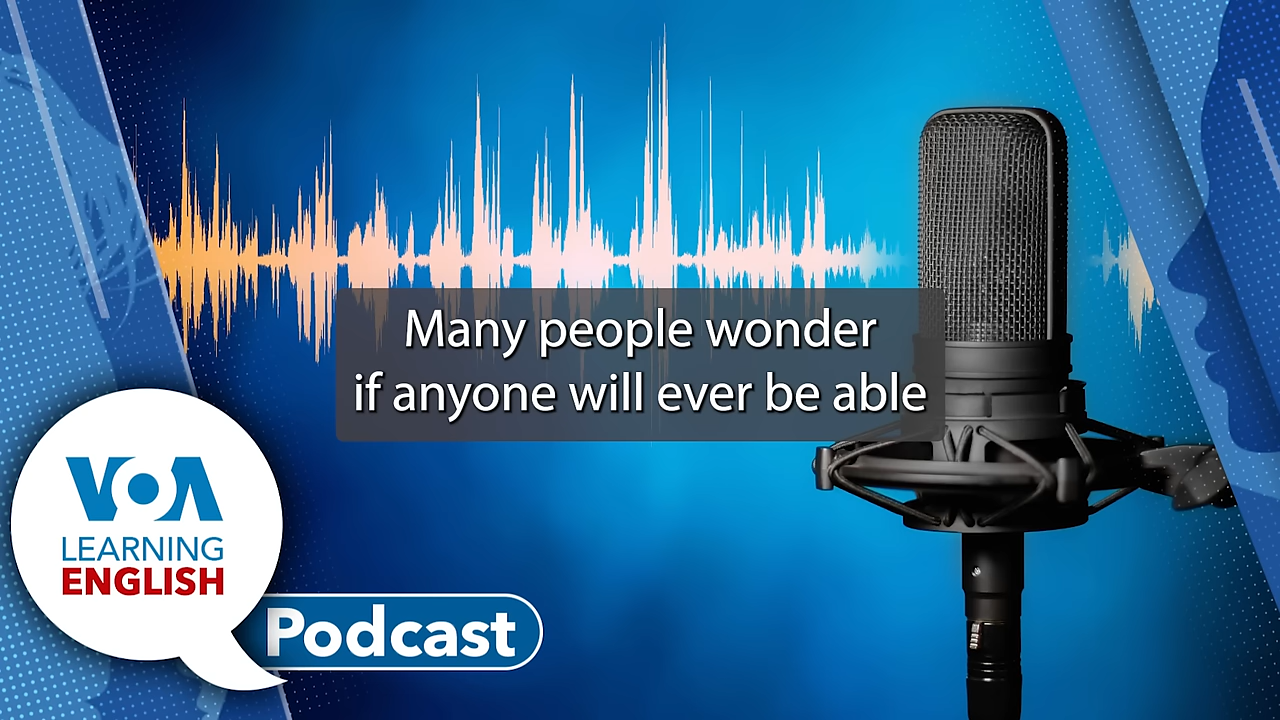 Many people wonder
if anyone will ever be able
VOA
LEARNING
ENGLISH
Podcast